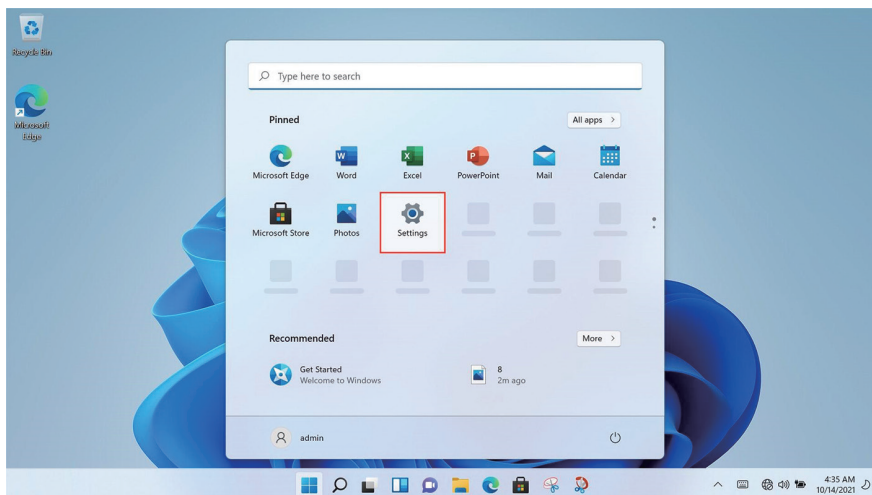 Recycle Bin
Microsoft
Edge
Type here to search
Pinned
All apps >
Microsoft Edge
Word
Excel
PowerPoint
Mail
Calendar
Microsoft Store
Photos
Settings
Recommended
More >
Get Started
Welcome to Windows
8
2m ago
admin
4:35 AM
10/14/2021